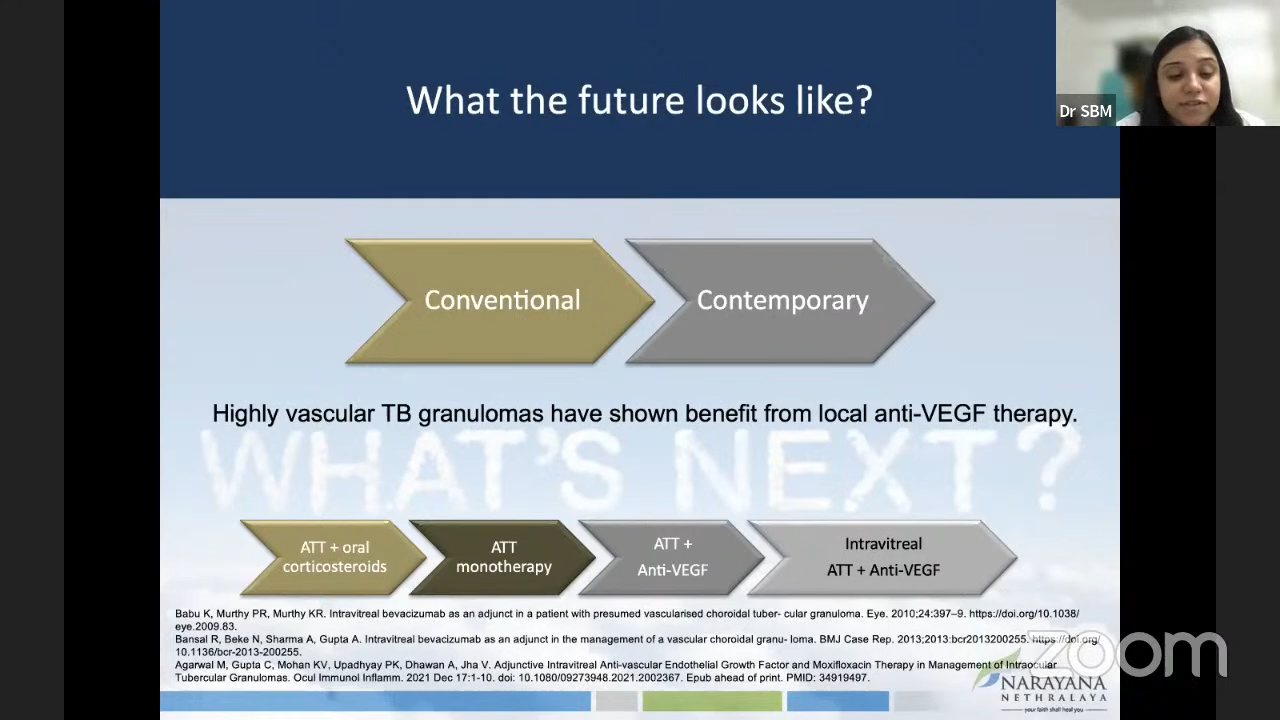 What the future looks like?
Dr SBM
Conventional
Contemporary
Highly vascular TB granulomas have shown benefit from local anti-VEGF therapy.
WHAT'S NEXT?
ATT + oral
corticosteroids
ATT
monotherapy
ATT +
Anti-VEGF
Intravitreal
ATT + Anti-VEGF
Babu K, Murthy PR, Murthy KR. Intravitreal bevacizumab as an adjunct in a patient with presumed vascularised choroidal tuber- cular granuloma. Eye. 2010;24:397–9. https://doi.org/10.1038/
eye.2009.83.
Bansal R, Beke N, Sharma A, Gupta A. Intravitreal bevacizumab as an adjunct in the management of a vascular choroidal granu- loma. BMJ Case Rep. 2013;2013:bcr2013200255. https://doi.org/
10.1136/bcr-2013-200255.
Agarwal M, Gupta C, Mohan KV, Upadhyay PK, Dhawan A, Jha V. Adjunctive Intravitreal Anti-vascular Endothelial Growth Factor and Moxifloxacin Therapy in Management of Intraocular
Tubercular Granulomas. Ocul Immunol Inflamm. 2021 Dec 17:1-10. doi: 10.1080/09273948.2021.2002367. Epub ahead of print. PMID: 34919497.
zoom
NARAYANA
NETHRALAYA
your faith shall heal you